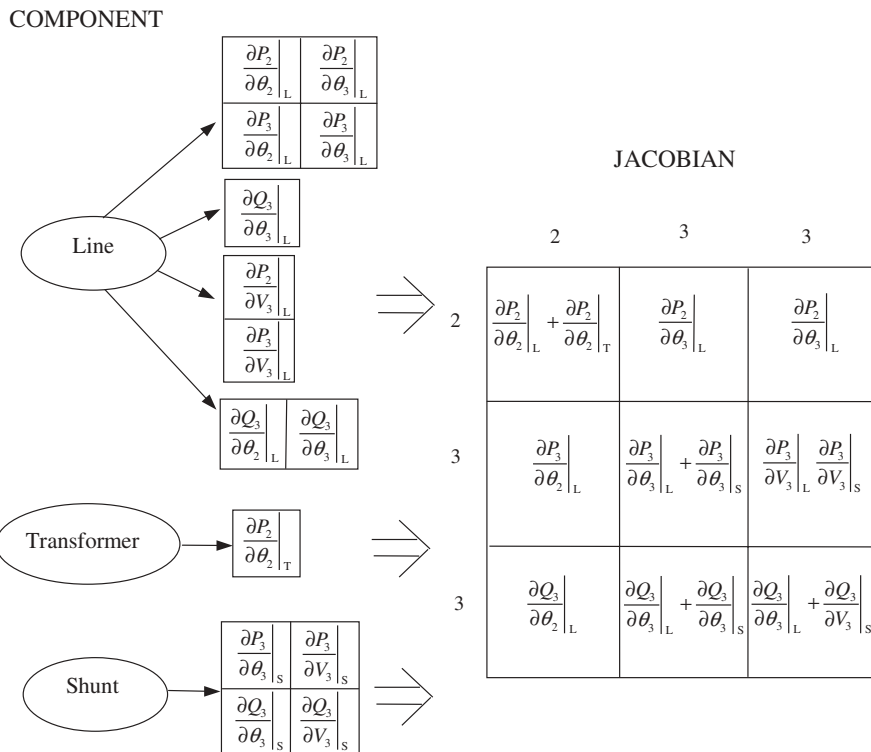 COMPONENT
∂P₂/∂θ₂|L ∂P₂/∂θ₃|L
∂P₃/∂θ₂|L ∂P₃/∂θ₃|L
Line
∂Q₃/∂θ₃|L
∂P₂/∂V₃|L
∂P₃/∂V₃|L
∂Q₃/∂θ₂|L ∂Q₃/∂θ₃|L
Transformer
∂P₂/∂θ₂|T
Shunt
∂P₃/∂θ₃|S ∂P₃/∂V₃|S
∂Q₃/∂θ₃|S ∂Q₃/∂V₃|S
JACOBIAN
2 3 3
2 ∂P₂/∂θ₂|L + ∂P₂/∂θ₂|T ∂P₂/∂θ₃|L ∂P₂/∂θ₃|L
3 ∂P₃/∂θ₂|L ∂P₃/∂θ₃|L + ∂P₃/∂θ₃|S ∂P₃/∂V₃|L ∂P₃/∂V₃|S
3 ∂Q₃/∂θ₂|L ∂Q₃/∂θ₃|L + ∂Q₃/∂θ₃|S ∂Q₃/∂θ₃|L + ∂Q₃/∂V₃|S